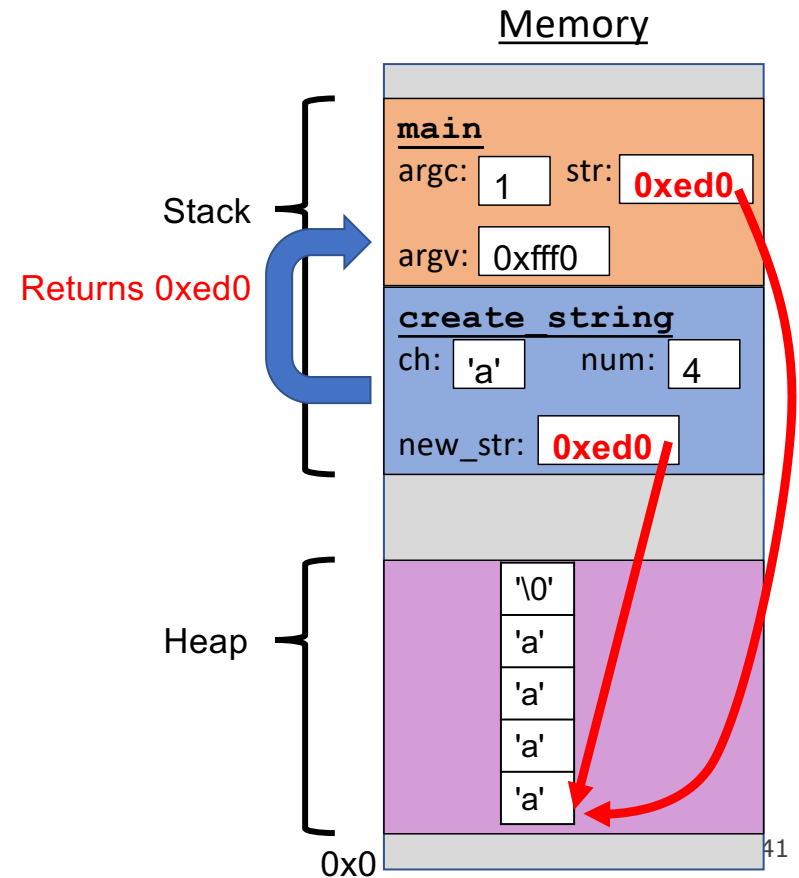 Memory
main
argc: 1 str: 0xed0
Stack
argv: 0xfff0
Returns 0xed0
create_string
ch: 'a' num: 4
new_str: 0xed0
'\0'
'a'
Heap
'a'
'a'
'a'
0x0
41